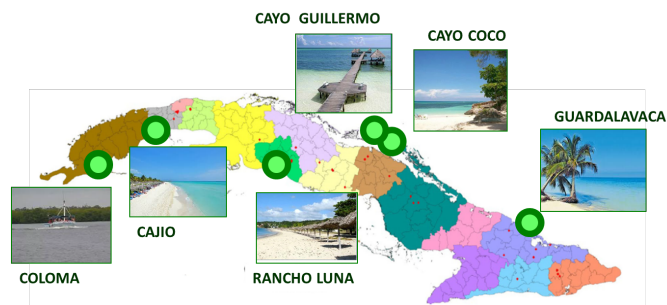 CAYO GUILLERMO
CAYO COCO
GUARDALAVACA
CAJIO
COLOMA
RANCHO LUNA